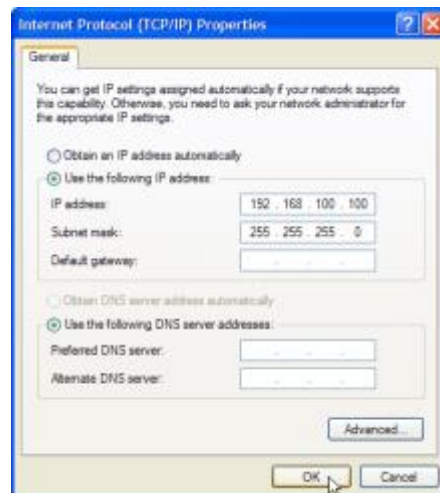 Internet Protocol (TCP/IP) Properties
General
You can get IP settings assigned automatically if your network supports
this capability. Otherwise, you need to ask your network administrator for
the appropriate IP settings.
Obtain an IP address automatically
Use the following IP address:
IP address: 192 . 168 . 100 . 100
Subnet mask: 255 . 255 . 255 . 0
Default gateway: . . .
Obtain DNS server address automatically
Use the following DNS server addresses:
Preferred DNS server: . . .
Alternate DNS server: . . .
Advanced...
OK Cancel